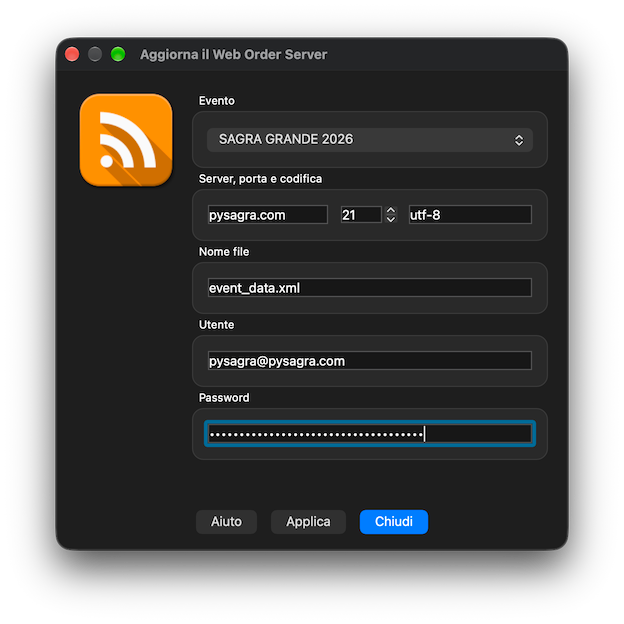 Aggiorna il Web Order Server
Evento
SAGRA GRANDE 2026
Server, porta e codifica
pysagra.com 21 utf-8
Nome file
event_data.xml
Utente
pysagra@pysagra.com
Password
••••••••••••••••••••••••••••••••••••
Aiuto Applica Chiudi